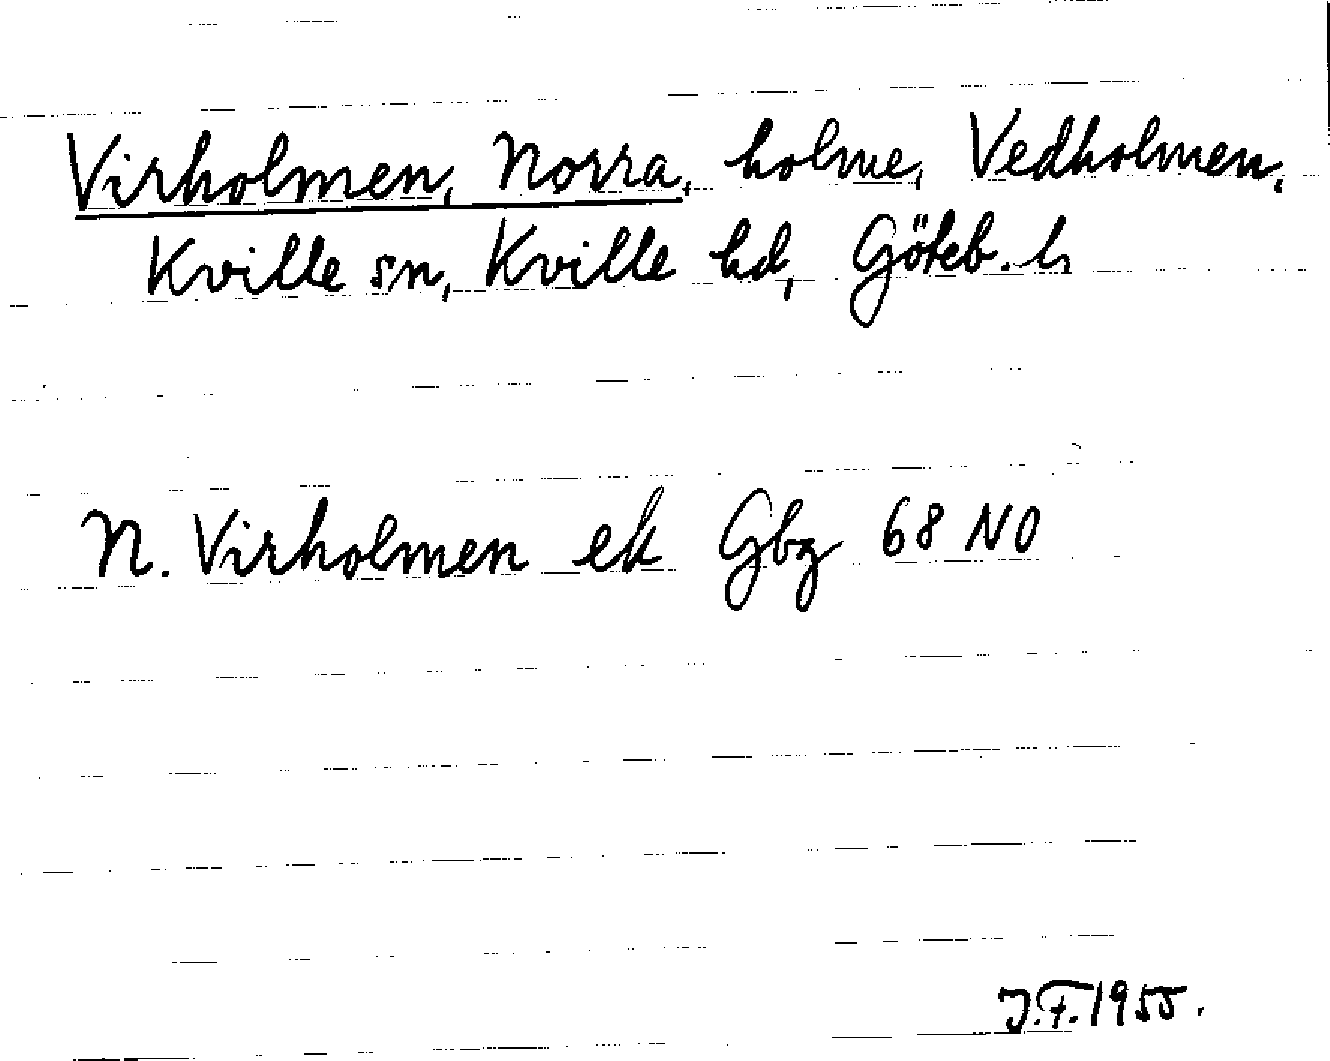 Virholmen, Norra, holme, Vedholmen,
Kville sn, Kville hd, Göteb. l.
N. Virholmen ek Gbg 68 NO
J.F. 1955.